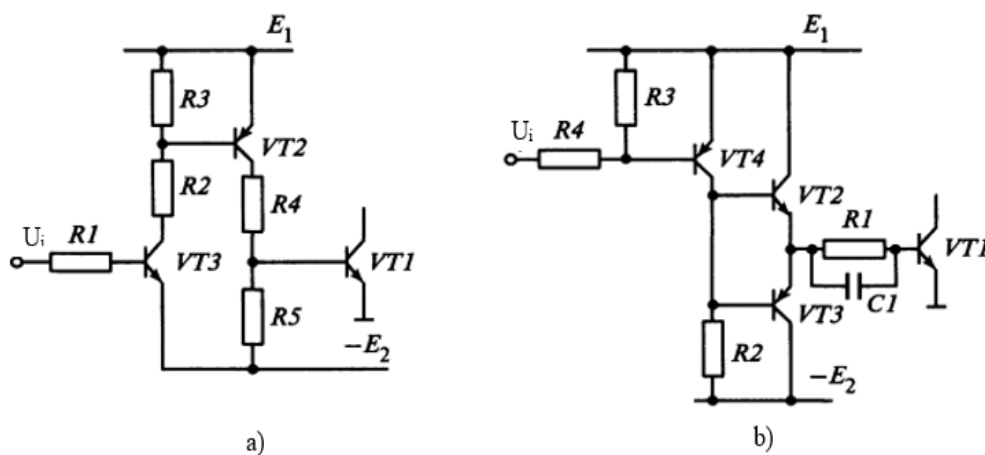 E₁
R3
VT2
R2
R4
Uᵢ
R1
VT3
VT1
R5
−E₂
a)
E₁
R3
Uᵢ
R4
VT4
VT2
R1
VT1
C1
VT3
R2
−E₂
b)